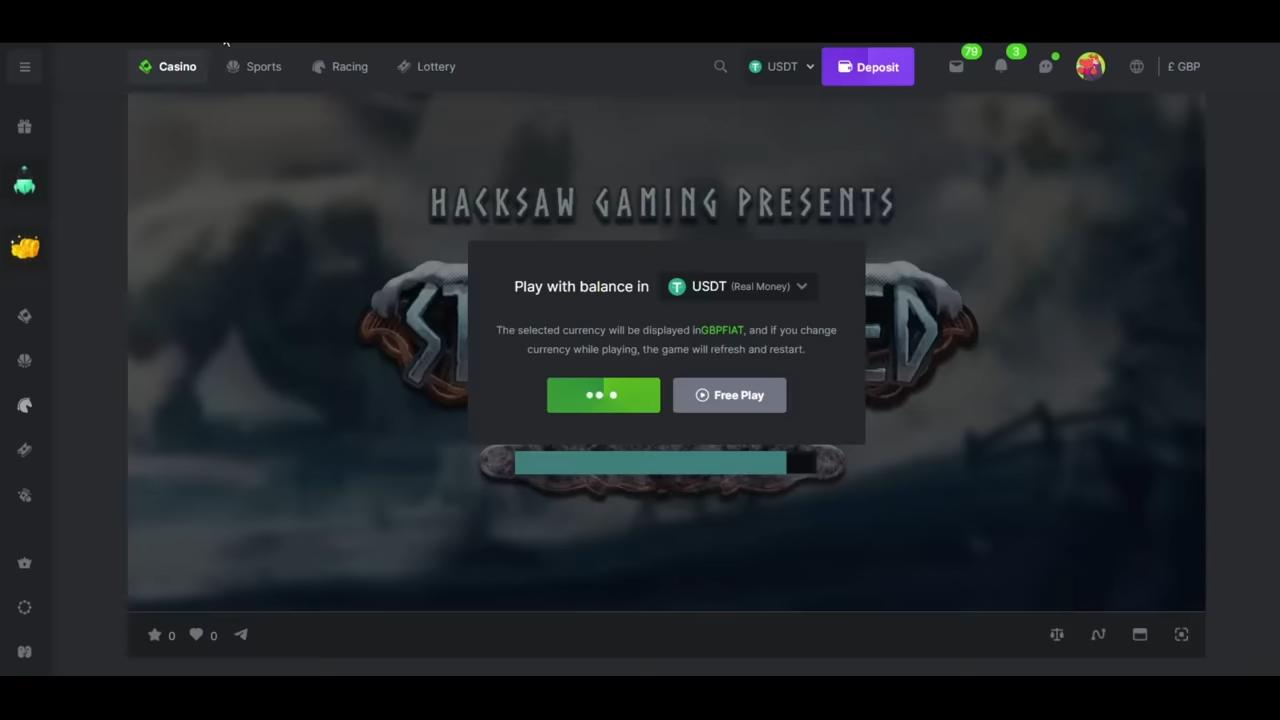 Casino
Sports
Racing
Lottery
USDT
Deposit
79
3
£ GBP
HACKSAW GAMING PRESENTS
Play with balance in
USDT (Real Money)
The selected currency will be displayed inGBPFIAT, and if you change
currency while playing, the game will refresh and restart.
Free Play
0
0